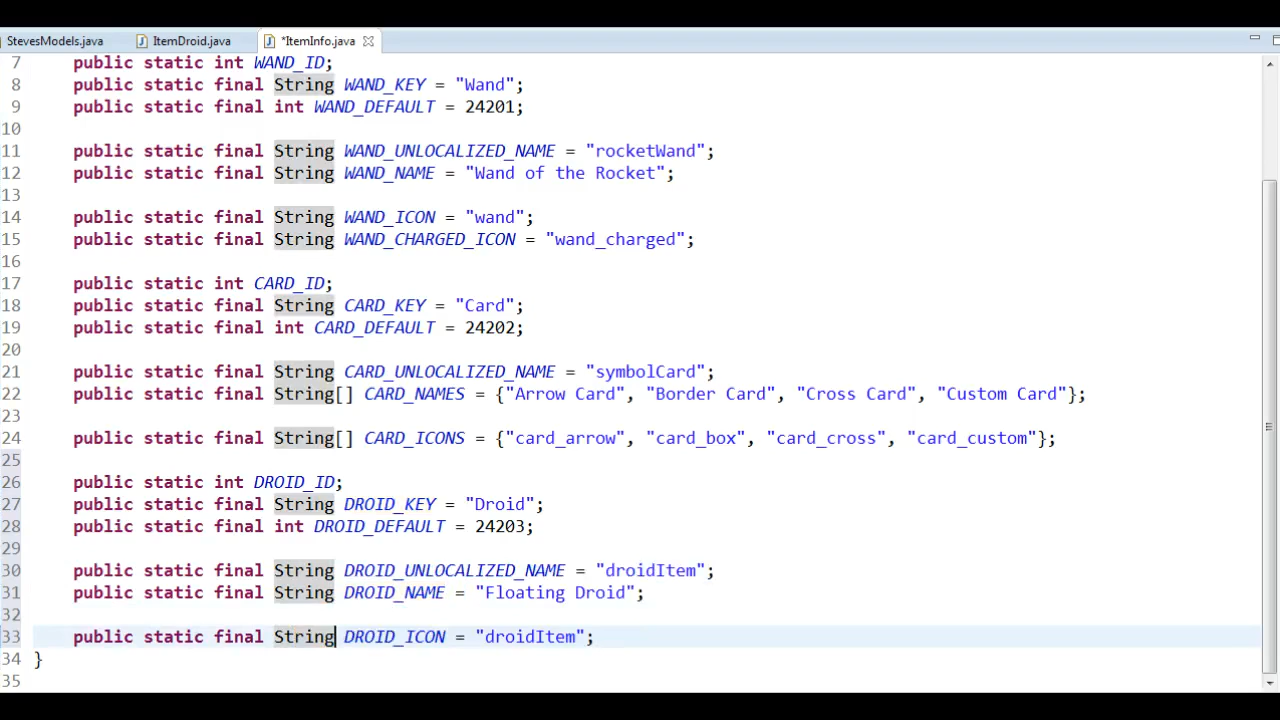 StevesModels.java ItemDroid.java *ItemInfo.java
7 public static int WAND_ID;
8 public static final String WAND_KEY = "Wand";
9 public static final int WAND_DEFAULT = 24201;
10
11 public static final String WAND_UNLOCALIZED_NAME = "rocketWand";
12 public static final String WAND_NAME = "Wand of the Rocket";
13
14 public static final String WAND_ICON = "wand";
15 public static final String WAND_CHARGED_ICON = "wand_charged";
16
17 public static int CARD_ID;
18 public static final String CARD_KEY = "Card";
19 public static final int CARD_DEFAULT = 24202;
20
21 public static final String CARD_UNLOCALIZED_NAME = "symbolCard";
22 public static final String[] CARD_NAMES = {"Arrow Card", "Border Card", "Cross Card", "Custom Card"};
23
24 public static final String[] CARD_ICONS = {"card_arrow", "card_box", "card_cross", "card_custom"};
25
26 public static int DROID_ID;
27 public static final String DROID_KEY = "Droid";
28 public static final int DROID_DEFAULT = 24203;
29
30 public static final String DROID_UNLOCALIZED_NAME = "droidItem";
31 public static final String DROID_NAME = "Floating Droid";
32
33 public static final String DROID_ICON = "droidItem";
34 }
35